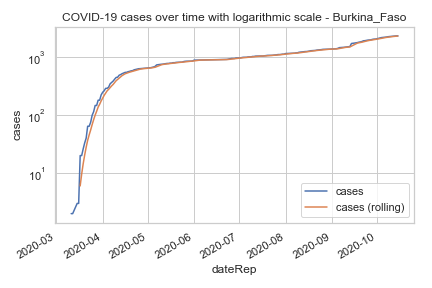 COVID-19 cases over time with logarithmic scale - Burkina_Faso
10³
10²
10¹
cases
cases
cases (rolling)
2020-03
2020-04
2020-05
2020-06
2020-07
2020-08
2020-09
2020-10
dateRep